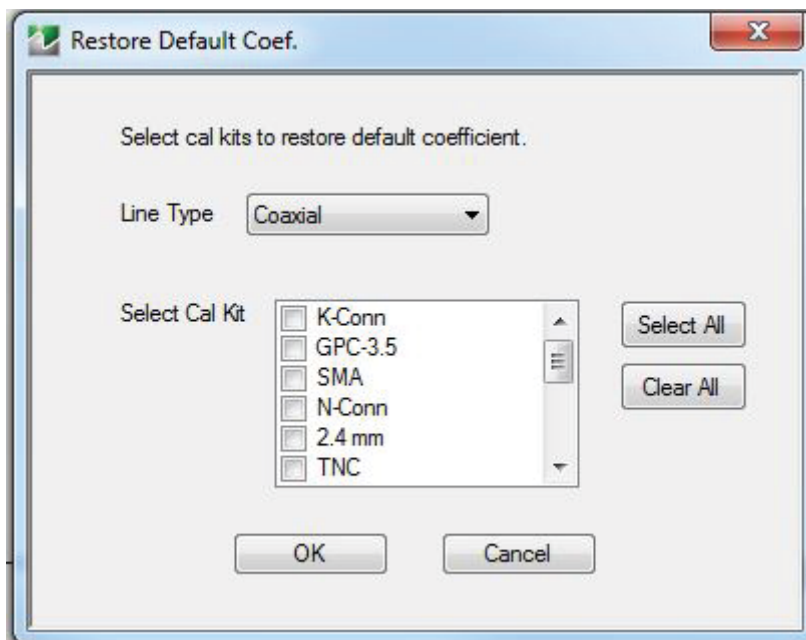 Restore Default Coef.
Select cal kits to restore default coefficient.
Line Type Coaxial
Select Cal Kit
K-Conn
GPC-3.5
SMA
N-Conn
2.4 mm
TNC
Select All
Clear All
OK Cancel